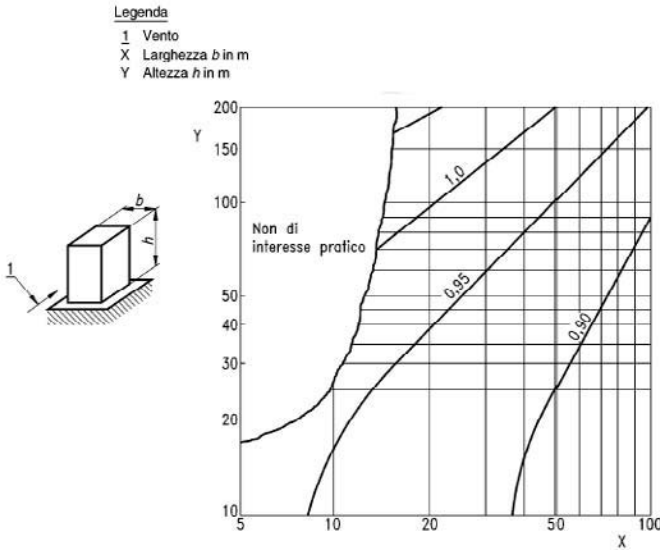 Legenda
1 Vento
X Larghezza b in m
Y Altezza h in m
Y
200
150
100
50
40
30
20
10
Non di
interesse pratico
1,0
0,95
0,90
b
h
1
5
10
20
50
100
X